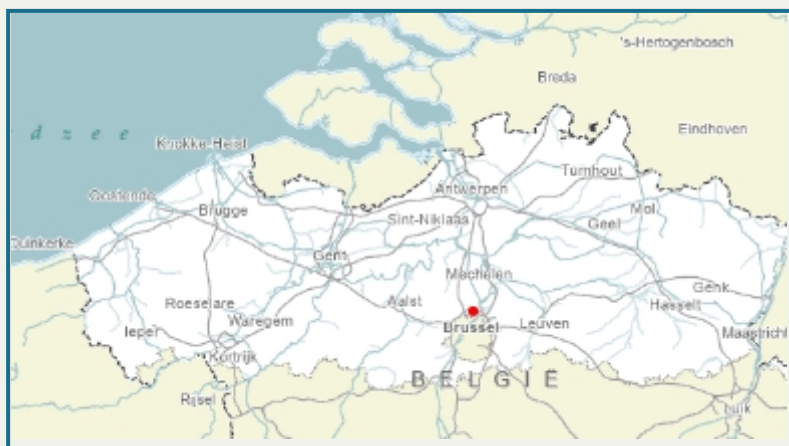 's-Hertogenbosch
Breda
d z e e
Eindhoven
Knokke-Heist
Turnhout
Antwerpen
Oostende
Brugge
Mol
Sint-Niklaas
Geel
Duinkerke
Gent
Mechelen
Genk
Roeselare
Aalst
Hasselt
Waregem
Brussel
Leuven
Ieper
Maastricht
Kortrijk
BELGIË
Rijsel
Luik